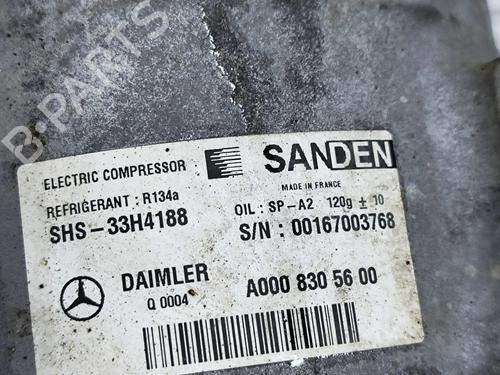 B-PARTS
ELECTRIC COMPRESSOR
SANDEN
MADE IN FRANCE
REFRIGERANT : R134a
OIL : SP-A2 120g ± 10
SHS-33H4188
S/N : 00167003768
DAIMLER
A000 830 56 00
Q 0004